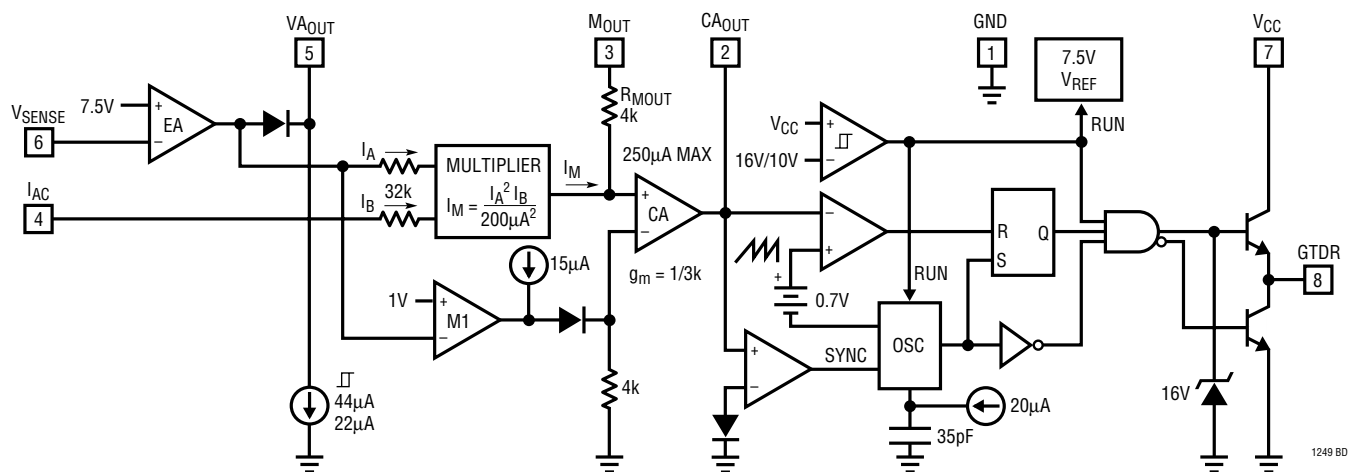 VAOUT
5
MOUT
3
CAOUT
2
GND
1
7.5V
VREF
VCC
7
VSENSE
6
7.5V
+
−
EA
RMOUT
4k
RUN
VCC
+
16V/10V
−
250µA MAX
IA
32k
MULTIPLIER
IM = IA² IB
200µA²
IM
IAC
4
IB
+
CA
−
gm = 1/3k
−
+
R
Q
S
GTDR
8
15µA
1V
+
M1
−
+
0.7V
RUN
OSC
+
−
SYNC
4k
44µA
22µA
20µA
35pF
16V
1249 BD